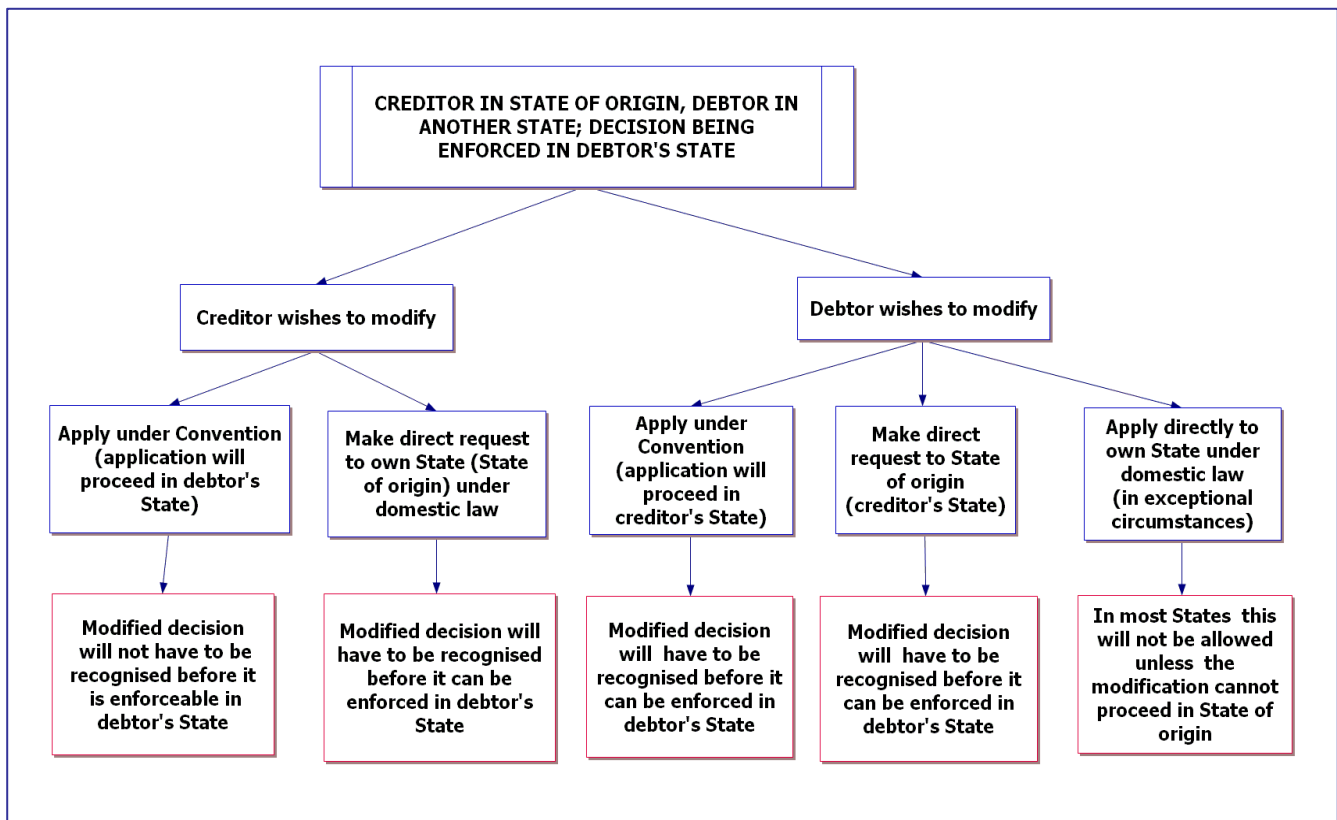 CREDITOR IN STATE OF ORIGIN, DEBTOR IN
ANOTHER STATE; DECISION BEING
ENFORCED IN DEBTOR'S STATE
Creditor wishes to modify
Debtor wishes to modify
Apply under Convention
(application will
proceed in debtor's
State)
Make direct request
to own State (State
of origin) under
domestic law
Apply under
Convention
(application will
proceed in
creditor's State)
Make direct
request to State
of origin
(creditor's State)
Apply directly to
own State under
domestic law
(in exceptional
circumstances)
Modified decision
will not have to be
recognised before it
is enforceable in
debtor's State
Modified decision will
have to be recognised
before it can be
enforced in debtor's
State
Modified decision
will have to be
recognised before it
can be enforced in
debtor's State
Modified decision
will have to be
recognised before it
can be enforced in
debtor's State
In most States this
will not be allowed
unless the
modification cannot
proceed in State of
origin